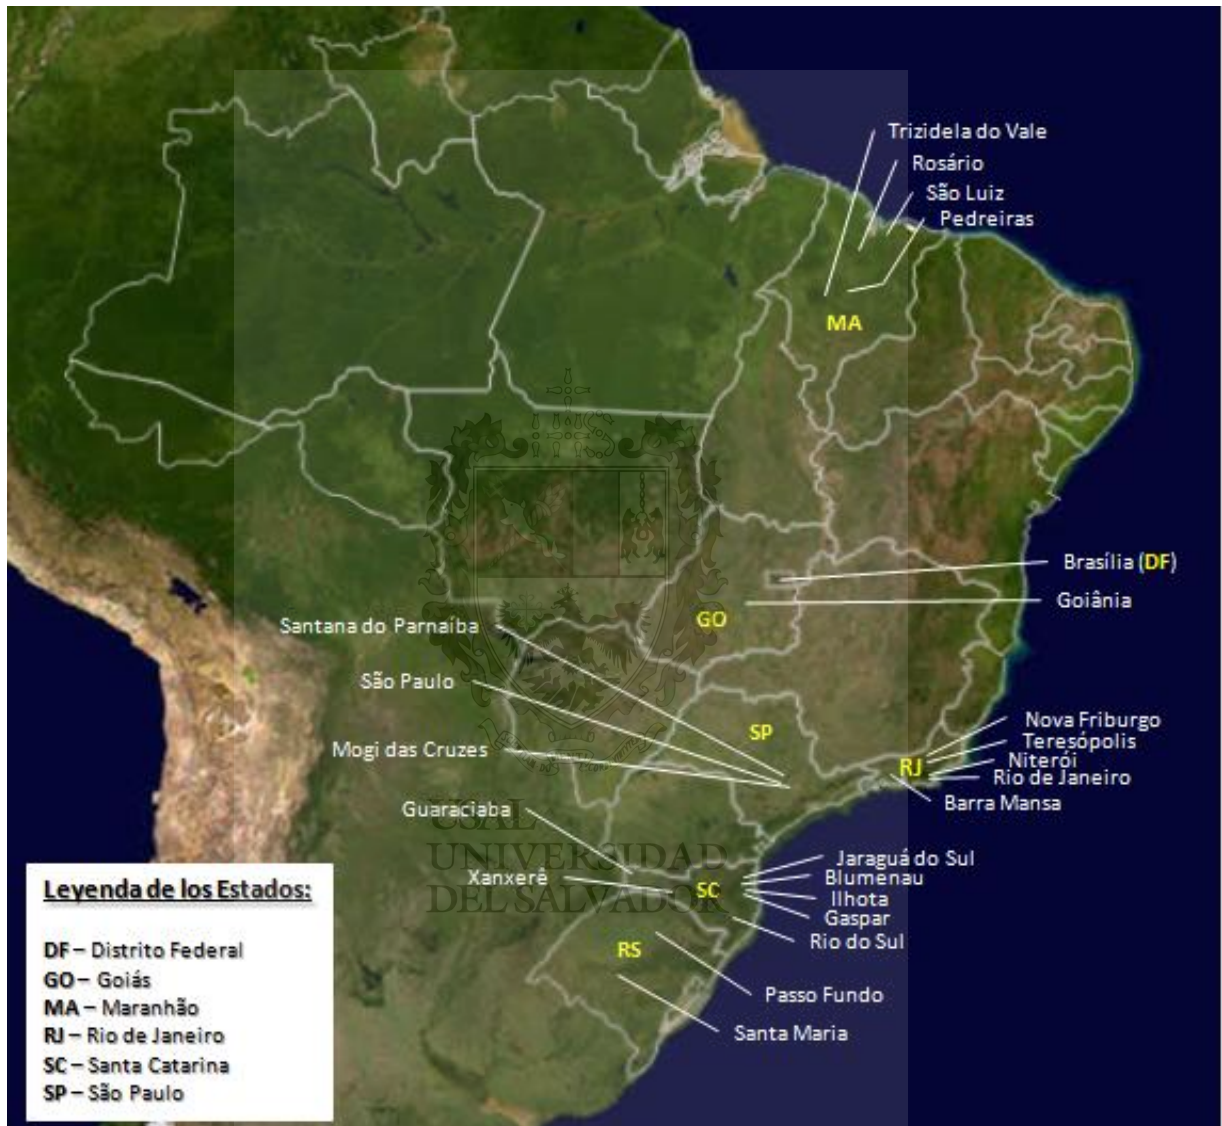 Trizidela do Vale
Rosário
São Luiz
Pedreiras
MA
Brasília (DF)
Goiânia
GO
Santana do Parnaíba
São Paulo
SP
Mogi das Cruzes
Nova Friburgo
Teresópolis
RJ
Niterói
Rio de Janeiro
Barra Mansa
Guaraciaba
USAL
UNIVERSIDAD
DEL SALVADOR
Jaraguá do Sul
Xanxerê
Blumenau
SC
Ilhota
Gaspar
Rio do Sul
RS
Passo Fundo
Santa Maria
Leyenda de los Estados:
DF – Distrito Federal
GO – Goiás
MA – Maranhão
RJ – Rio de Janeiro
SC – Santa Catarina
SP – São Paulo